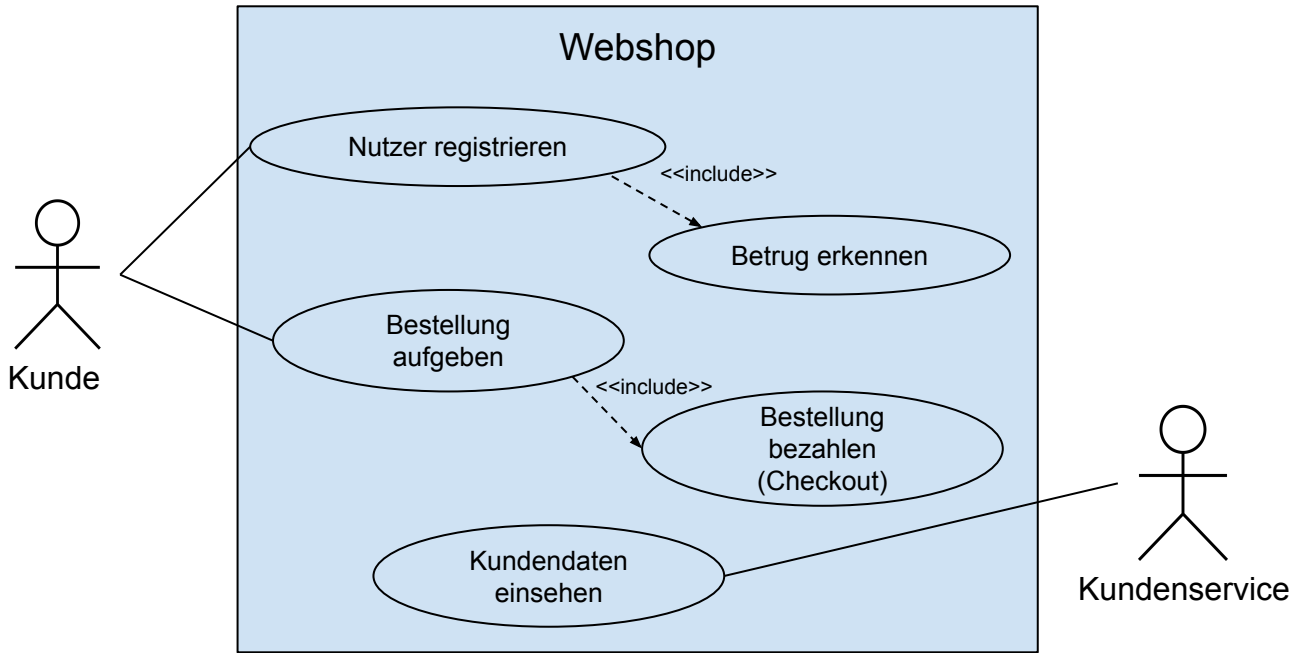 Webshop
Nutzer registrieren
<<include>>
Betrug erkennen
Bestellung
aufgeben
Kunde
<<include>>
Bestellung
bezahlen
(Checkout)
Kundendaten
einsehen
Kundenservice